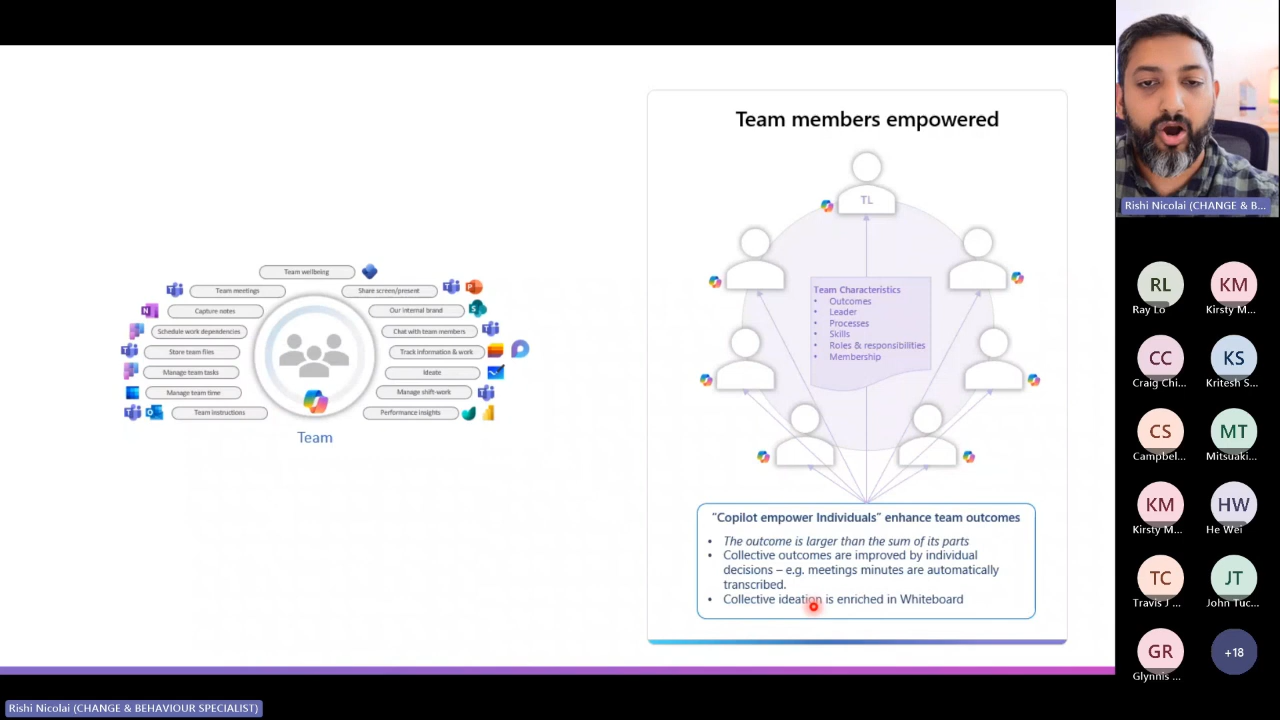 Team members empowered
TL
Team Characteristics
• Outcomes
• Leader
• Processes
• Skills
• Roles & responsibilities
• Membership
"Copilot empower Individuals" enhance team outcomes
• The outcome is larger than the sum of its parts
• Collective outcomes are improved by individual
decisions – e.g. meetings minutes are automatically
transcribed.
• Collective ideation is enriched in Whiteboard
Team wellbeing
Team meetings
Share screen/present
Capture notes
Our internal brand
Schedule work dependencies
Chat with team members
Store team files
Track information & work
Manage team tasks
Ideate
Manage team time
Manage shift-work
Team instructions
Performance insights
Team
Rishi Nicolai (CHANGE & B...
RL
Ray Lo
KM
Kirsty M...
CC
Craig Chi...
KS
Kritesh S...
CS
Campbel...
MT
Mitsuaki...
KM
Kirsty M...
HW
He Wei
TC
Travis J ...
JT
John Tuc...
GR
Glynnis ...
+18
Rishi Nicolai (CHANGE & BEHAVIOUR SPECIALIST)